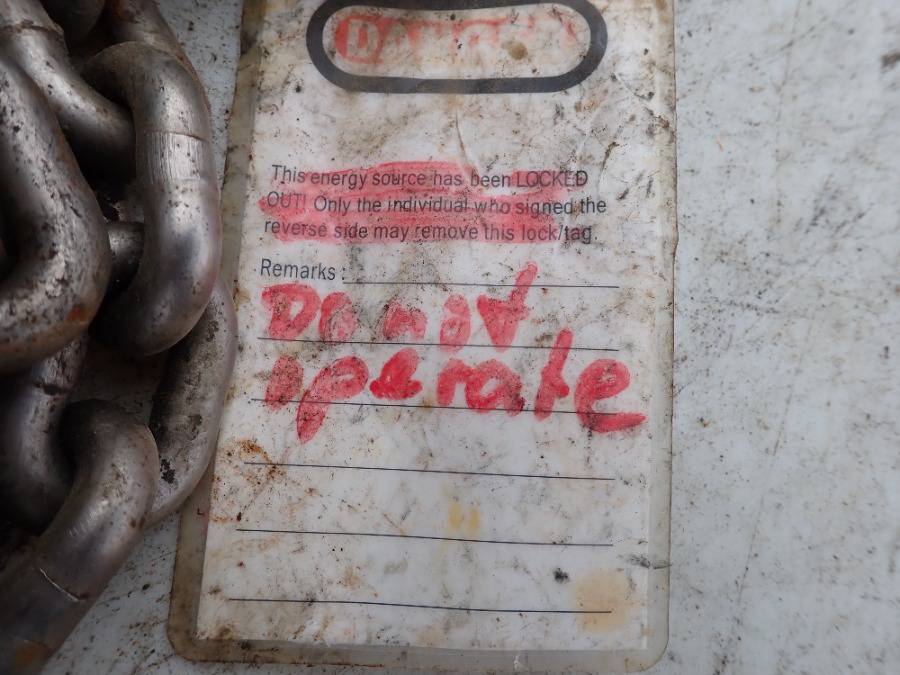 DANGER
This energy source has been LOCKED
OUT! Only the individual who signed the
reverse side may remove this lock/tag.
Remarks :
Do not
operate